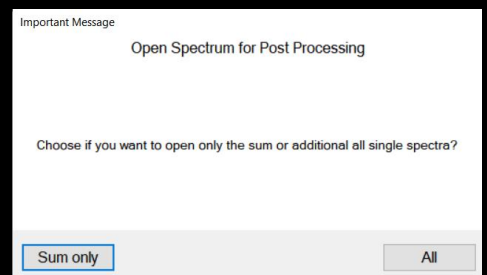 Important Message
Open Spectrum for Post Processing
Choose if you want to open only the sum or additional all single spectra?
Sum only
All